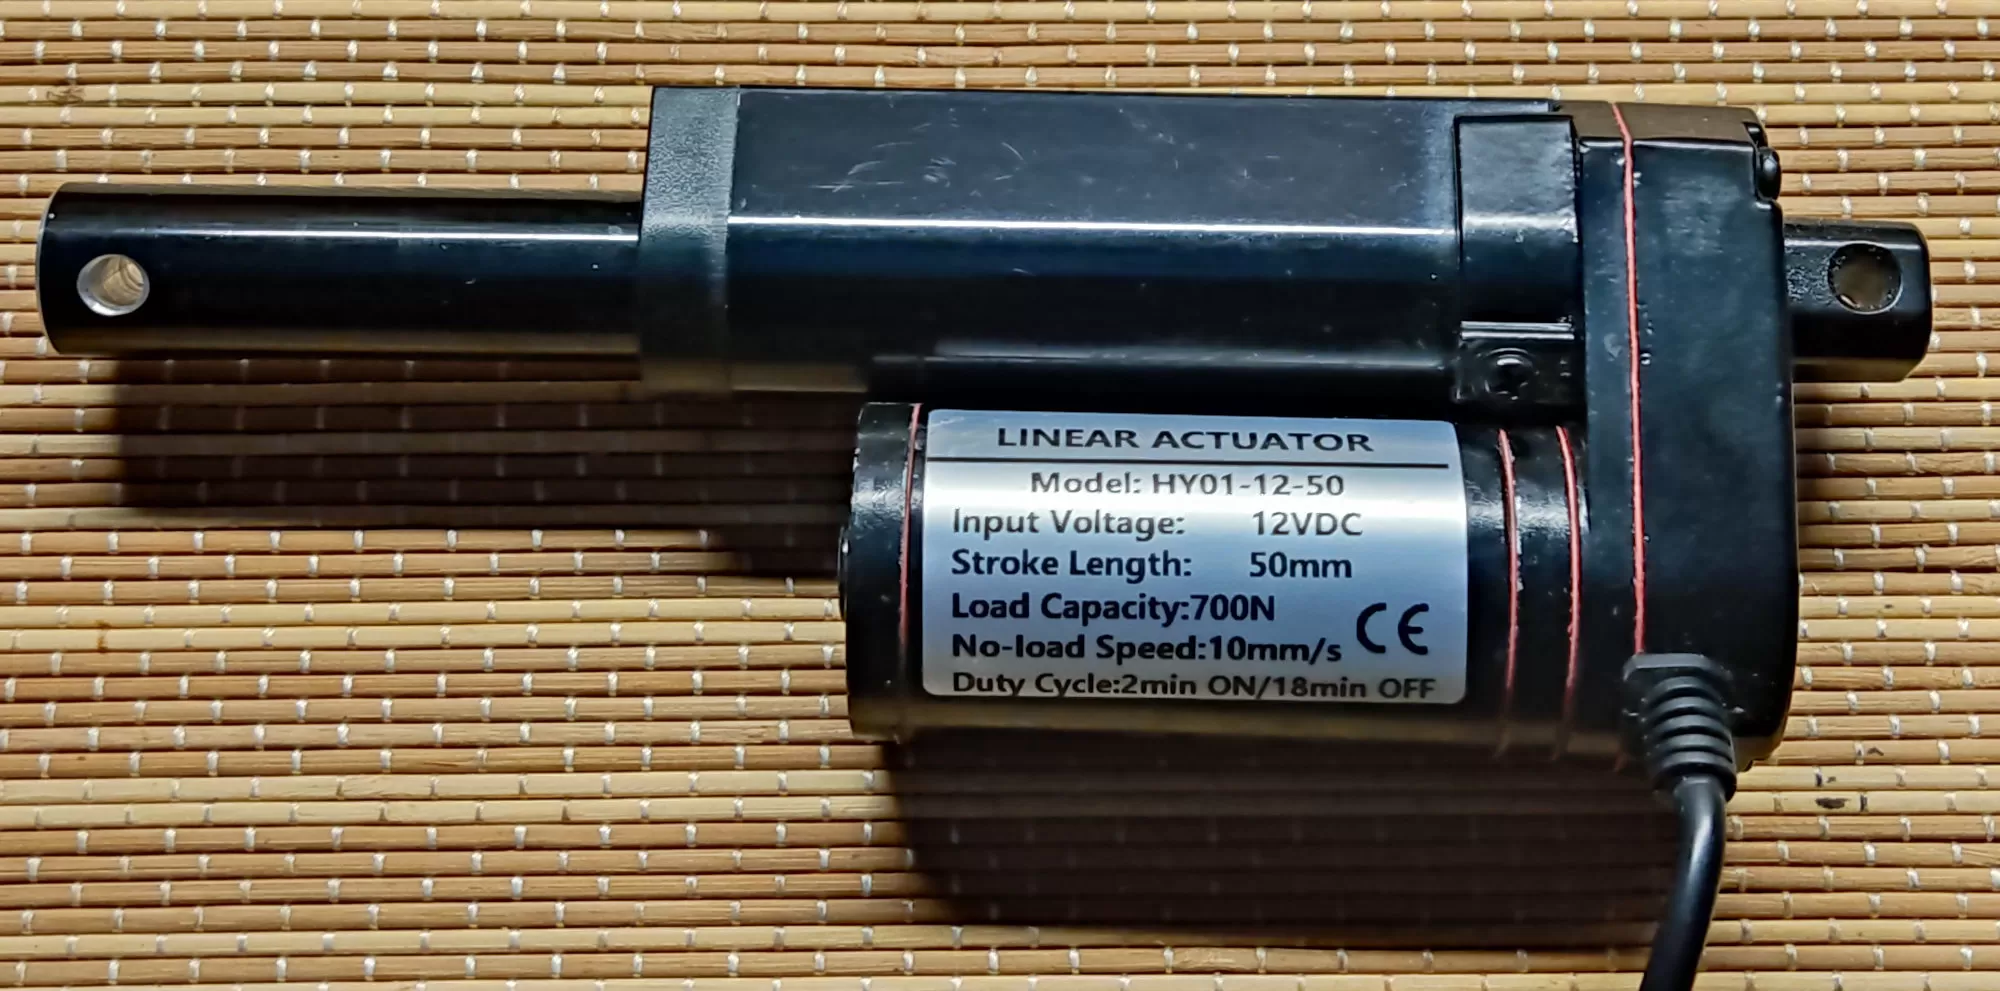 LINEAR ACTUATOR
Model: HY01-12-50
Input Voltage: 12VDC
Stroke Length: 50mm
Load Capacity:700N
No-load Speed:10mm/s CE
Duty Cycle:2min ON/18min OFF